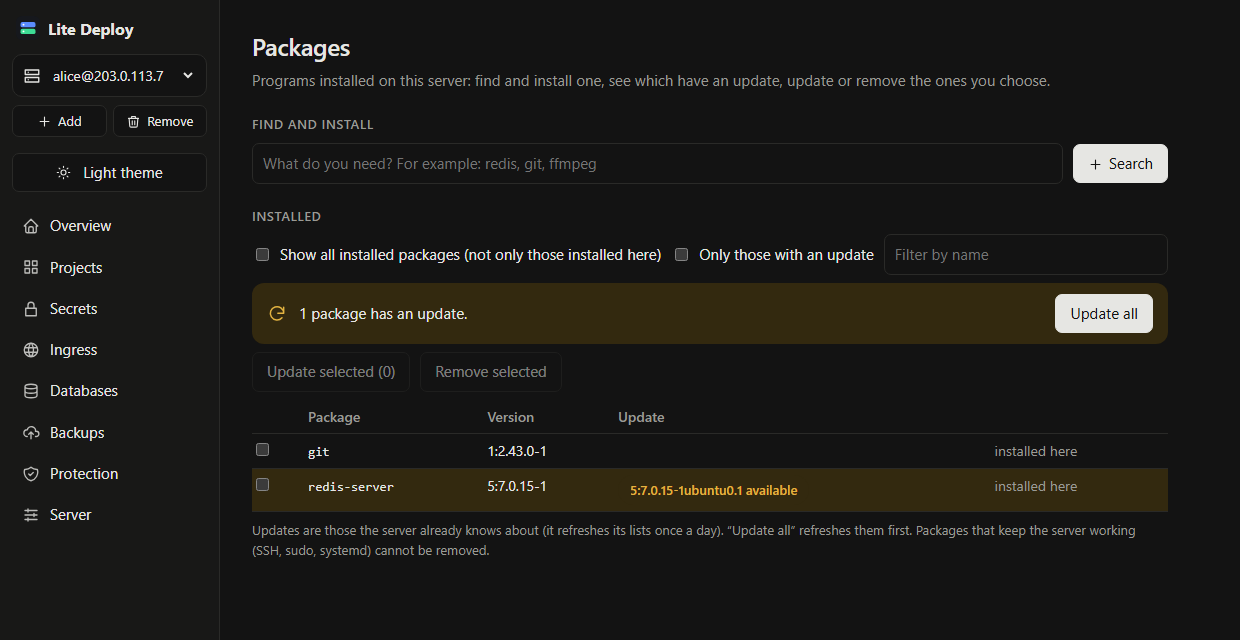 Lite Deploy
alice@203.0.113.7
Add
Remove
Light theme
Overview
Projects
Secrets
Ingress
Databases
Backups
Protection
Server
Packages
Programs installed on this server: find and install one, see which have an update, update or remove the ones you choose.
FIND AND INSTALL
What do you need? For example: redis, git, ffmpeg
+ Search
INSTALLED
Show all installed packages (not only those installed here)
Only those with an update
Filter by name
1 package has an update.
Update all
Update selected (0)
Remove selected
Package Version Update
git 1:2.43.0-1 installed here
redis-server 5:7.0.15-1 5:7.0.15-1ubuntu0.1 available installed here
Updates are those the server already knows about (it refreshes its lists once a day). “Update all” refreshes them first. Packages that keep the server working
(SSH, sudo, systemd) cannot be removed.